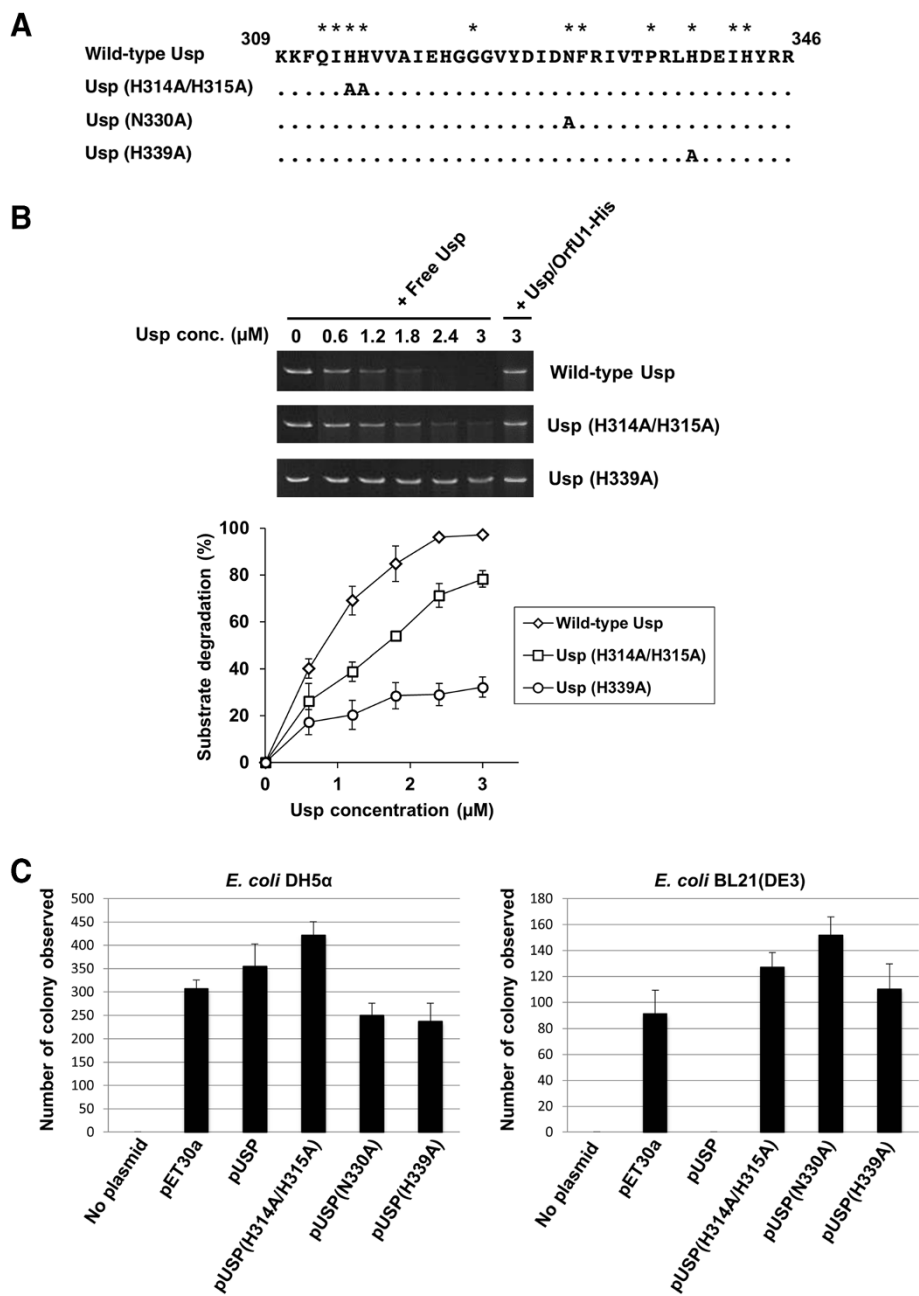 A
* * * * * * * * * * *
309 346
Wild-type Usp KKFQIHHVVAIEHGGGVYDIDNFRIVTPRLHDEIHYRR
Usp (H314A/H315A) .....AA...............................
Usp (N330A) .....................A................
Usp (H339A) ..............................A.......
B
+ Free Usp
+ Usp/OrfU1-His
Usp conc. (µM) 0 0.6 1.2 1.8 2.4 3 3
Wild-type Usp
Usp (H314A/H315A)
Usp (H339A)
Substrate degradation (%)
100
80
60
40
20
0
0 1 2 3
Usp concentration (µM)
Wild-type Usp
Usp (H314A/H315A)
Usp (H339A)
C
E. coli DH5α
Number of colony observed
500
450
400
350
300
250
200
150
100
50
0
No plasmid
pET30a
pUSP
pUSP(H314A/H315A)
pUSP(N330A)
pUSP(H339A)
E. coli BL21(DE3)
Number of colony observed
180
160
140
120
100
80
60
40
20
0
No plasmid
pET30a
pUSP
pUSP(H314A/H315A)
pUSP(N330A)
pUSP(H339A)